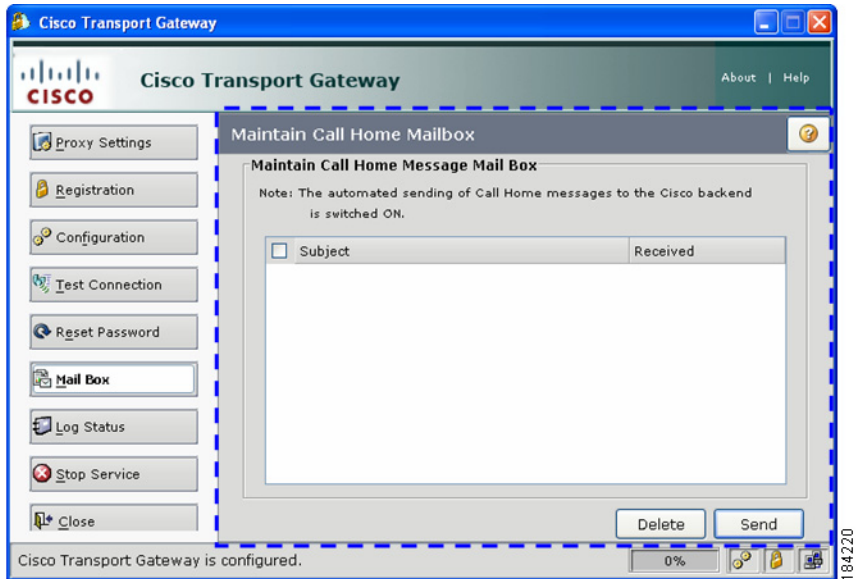 Cisco Transport Gateway
CISCO
Cisco Transport Gateway
About | Help
Proxy Settings
Registration
Configuration
Test Connection
Reset Password
Mail Box
Log Status
Stop Service
Close
Maintain Call Home Mailbox
Maintain Call Home Message Mail Box
Note: The automated sending of Call Home messages to the Cisco backend
is switched ON.
Subject Received
Delete Send
Cisco Transport Gateway is configured. 0%
184220